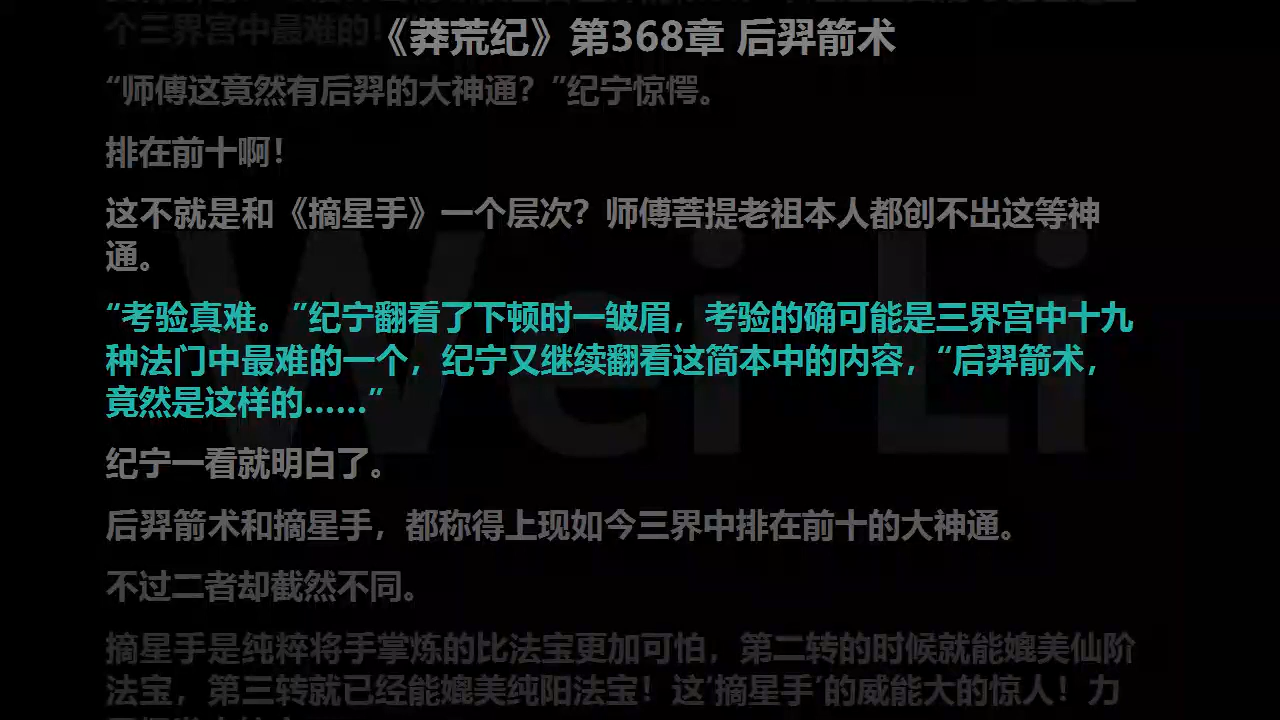 个三界宫中最难的！
《莽荒纪》第368章 后羿箭术
“师傅这竟然有后羿的大神通？”纪宁惊愕。
排在前十啊！
这不就是和《摘星手》一个层次？师傅菩提老祖本人都创不出这等神
通。
“考验真难。”纪宁翻看了下顿时一皱眉，考验的确可能是三界宫中十九
种法门中最难的一个，纪宁又继续翻看这简本中的内容，“后羿箭术，
竟然是这样的……”
纪宁一看就明白了。
后羿箭术和摘星手，都称得上现如今三界中排在前十的大神通。
不过二者却截然不同。
摘星手是纯粹将手掌炼的比法宝更加可怕，第二转的时候就能媲美仙阶
法宝，第三转就已经能媲美纯阳法宝！这‘摘星手’的威能大的惊人！力
Wei Li